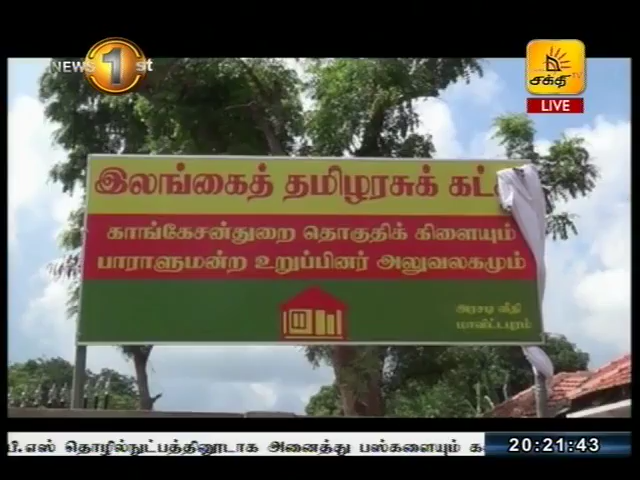 NEWS 1st
சக்தி TV
LIVE
இலங்கைத் தமிழரசுக் கட்
காங்கேசன்துறை தொகுதிக் கிளையும்
பாராளுமன்ற உறுப்பினர் அலுவலகமும்
அரசடி வீதி
மாவிட்டபுரம்
பீ.எஸ் தொழில்நுட்பத்தினூடாக அனைத்து பஸ்களையும் க
20:21:43